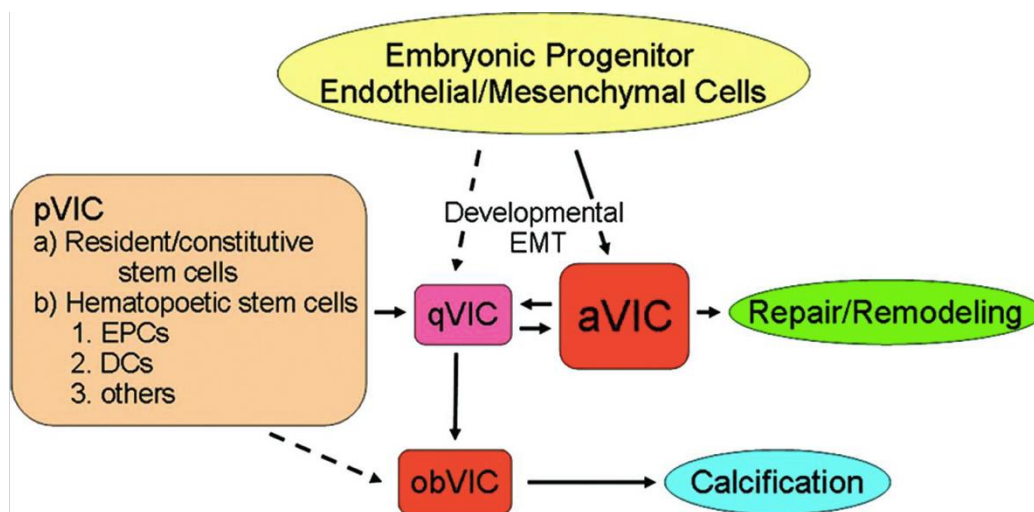 Embryonic Progenitor
Endothelial/Mesenchymal Cells
Developmental
EMT
pVIC
a) Resident/constitutive
stem cells
b) Hematopoetic stem cells
1. EPCs
2. DCs
3. others
qVIC
aVIC
Repair/Remodeling
obVIC
Calcification